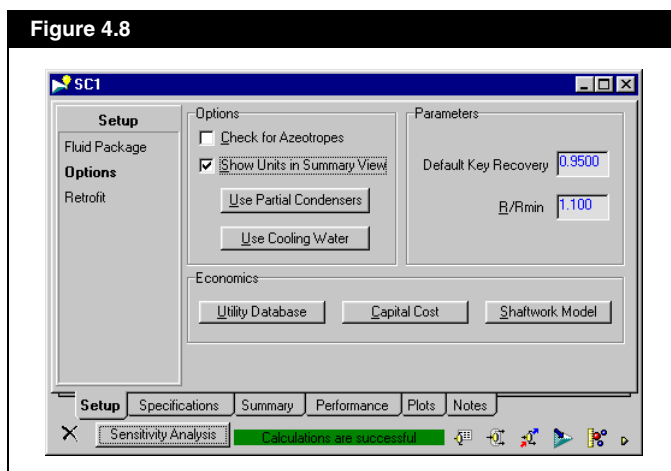 Figure 4.8
SC1
Setup
Fluid Package
Options
Retrofit
Options
Check for Azeotropes
Show Units in Summary View
Use Partial Condensers
Use Cooling Water
Parameters
Default Key Recovery 0.9500
R/Rmin 1.100
Economics
Utility Database Capital Cost Shaftwork Model
Setup Specifications Summary Performance Plots Notes
Sensitivity Analysis Calculations are successful